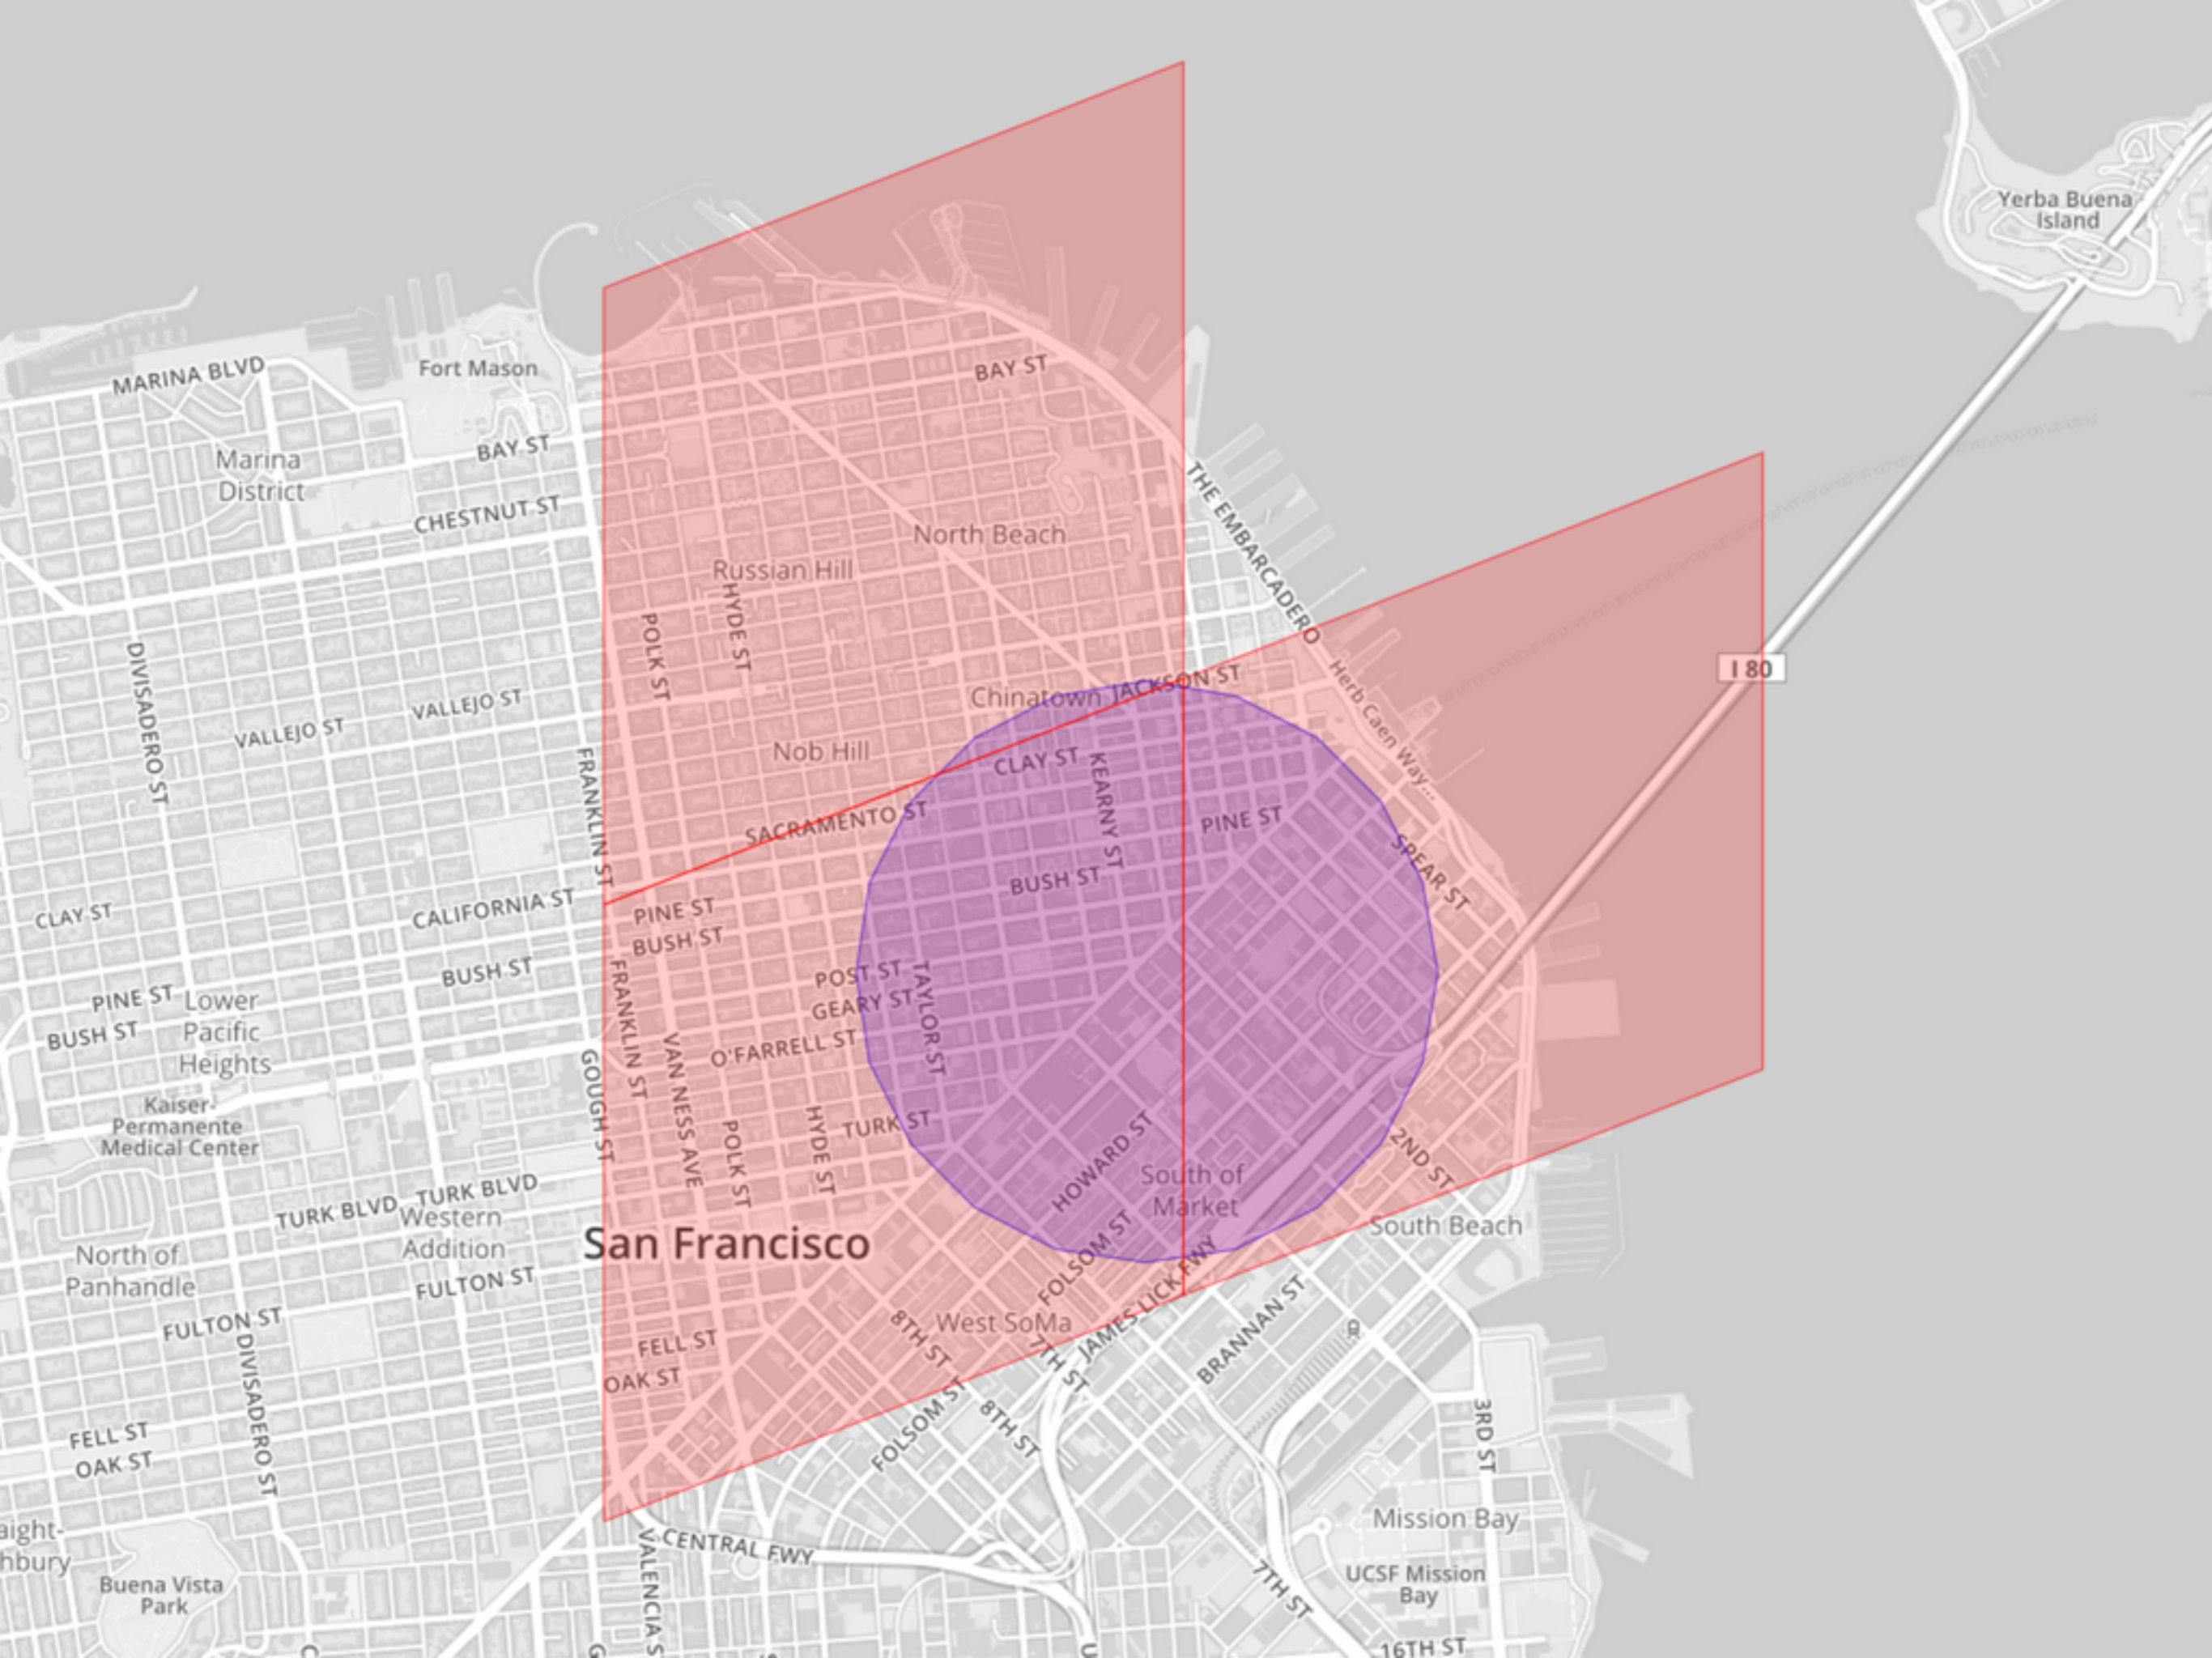 Yerba Buena
Island
MARINA BLVD
Fort Mason
BAY ST
BAY ST
Marina
District
CHESTNUT ST
THE EMBARCADERO
North Beach
Russian Hill
HYDE ST
POLK ST
DIVISADERO ST
VALLEJO ST
VALLEJO ST
Chinatown
JACKSON ST
Herb Caen Way...
I 80
Nob Hill
CLAY ST
KEARNY ST
FRANKLIN ST
SACRAMENTO ST
PINE ST
SPEAR ST
BUSH ST
CLAY ST
CALIFORNIA ST
PINE ST
BUSH ST
BUSH ST
POST ST
GEARY ST
TAYLOR ST
O'FARRELL ST
FRANKLIN ST
PINE ST
BUSH ST
Lower
Pacific
Heights
VAN NESS AVE
GOUGH ST
Kaiser-
Permanente
Medical Center
HYDE ST
TURK ST
POLK ST
HOWARD ST
South of
Market
2ND ST
TURK BLVD
TURK BLVD
Western
Addition
San Francisco
FOLSOM ST
JAMES LICK FWY
South Beach
North of
Panhandle
FULTON ST
FULTON ST
West SoMa
8TH ST
7TH ST
BRANNAN ST
FELL ST
OAK ST
DIVISADERO ST
FOLSOM ST
8TH ST
3RD ST
FELL ST
OAK ST
aight-
hbury
CENTRAL FWY
VALENCIA S
Mission Bay
Buena Vista
Park
7TH ST
UCSF Mission
Bay
16TH ST